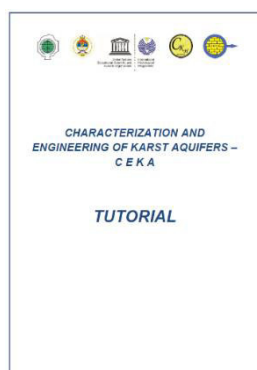 CHARACTERIZATION AND
ENGINEERING OF KARST AQUIFERS –
C E K A
TUTORIAL